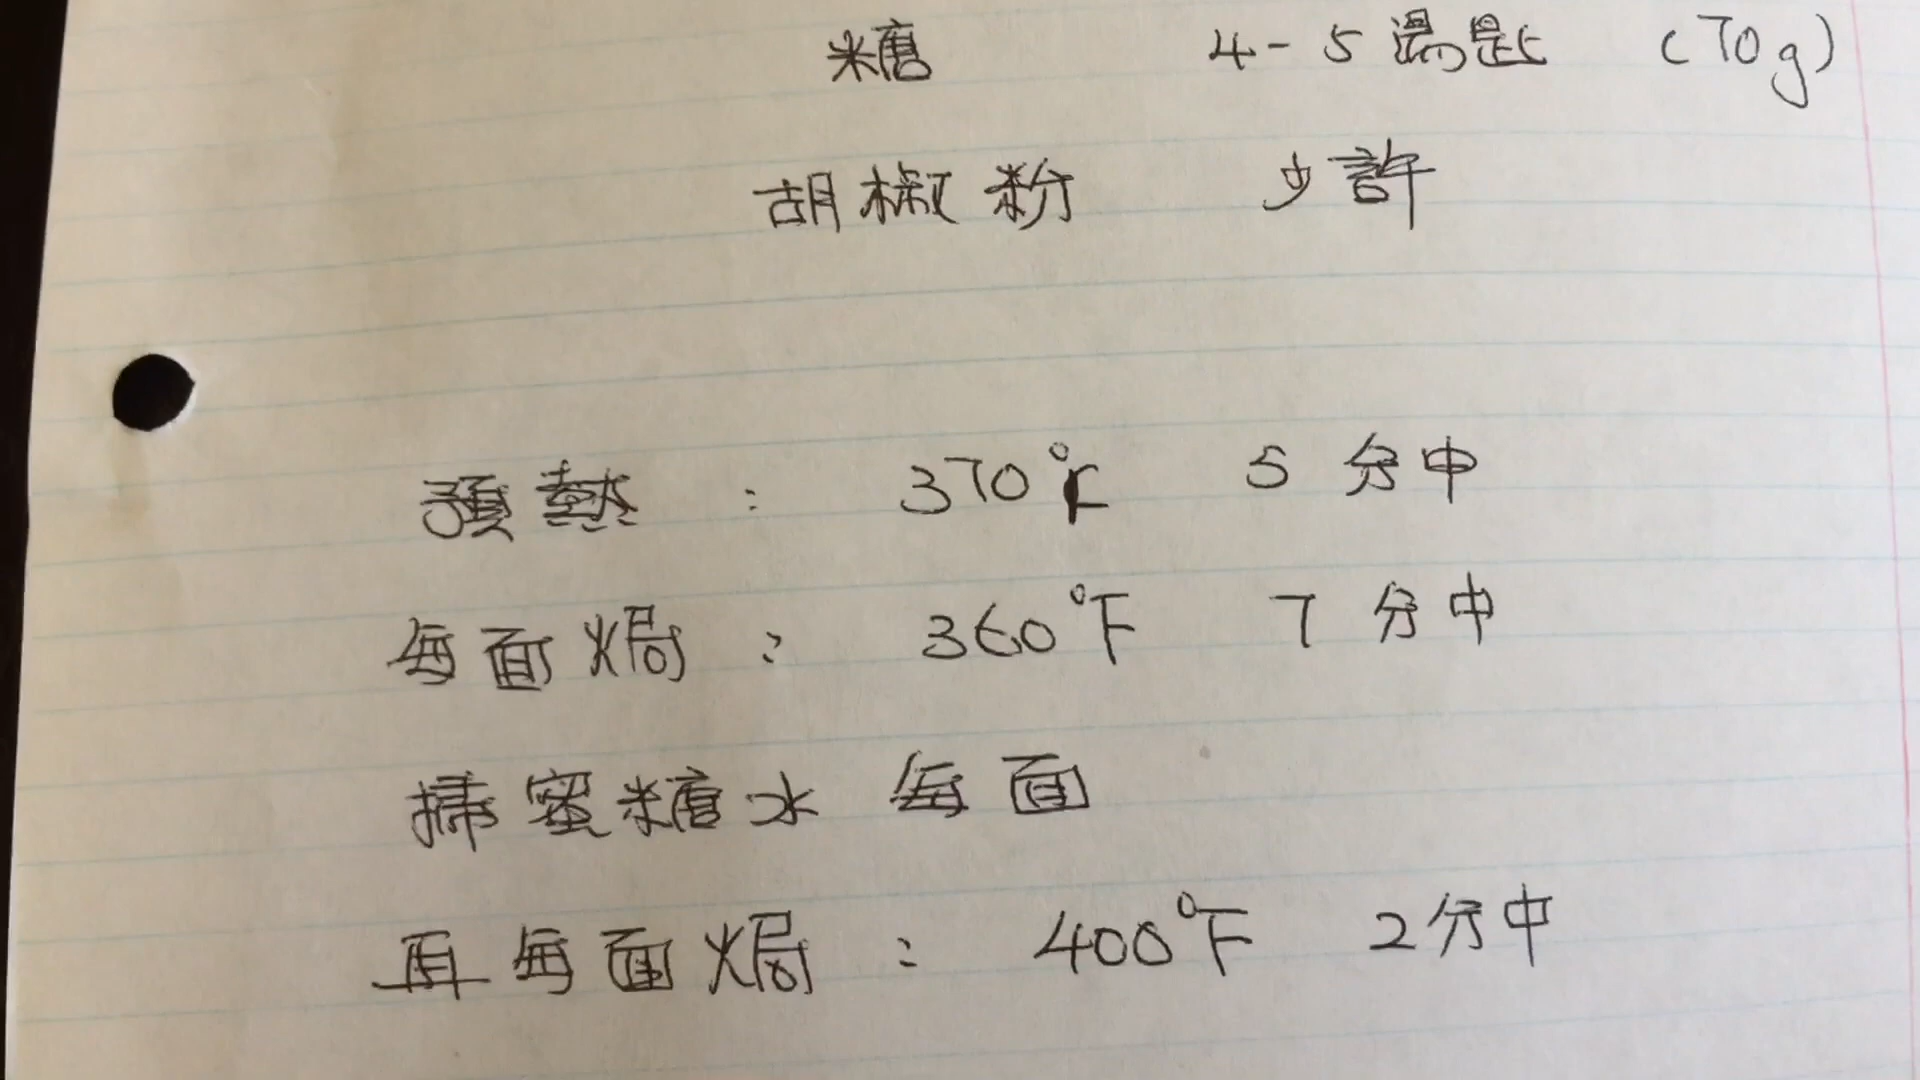 糖 4-5湯匙 (70g)
胡椒粉 少許
預熱 : 370°F 5分中
每面焗 : 360°F 7分中
掃蜜糖水每面
再每面焗 : 400°F 2分中